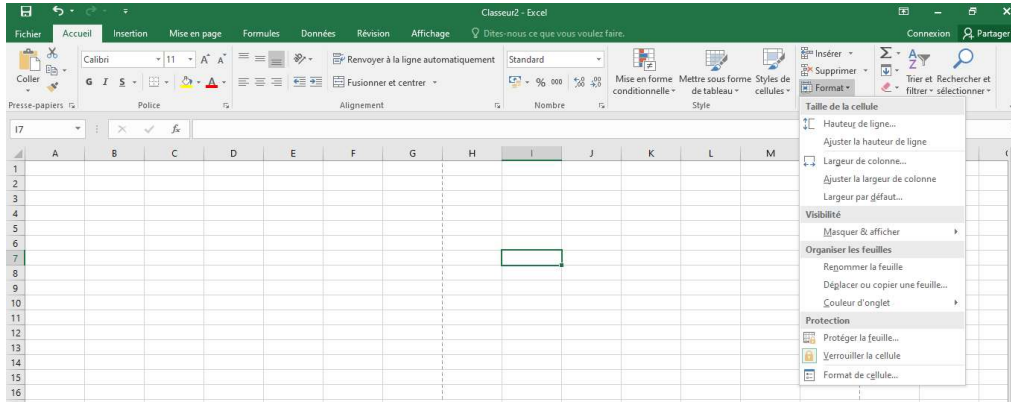 Classeur2 - Excel
Fichier Accueil Insertion Mise en page Formules Données Révision Affichage Dites-nous ce que vous voulez faire. Connexion Partager
Coller
Calibri 11
G I S
Renvoyer à la ligne automatiquement
Fusionner et centrer
Standard
% 000
Mise en forme conditionnelle
Mettre sous forme de tableau
Styles de cellules
Insérer
Supprimer
Format
Trier et filtrer
Rechercher et sélectionner
Presse-papiers Police Alignement Nombre Style
I7 fx
A B C D E F G H I J K L M
1
2
3
4
5
6
7
8
9
10
11
12
13
14
15
16
Taille de la cellule
Hauteur de ligne...
Ajuster la hauteur de ligne
Largeur de colonne...
Ajuster la largeur de colonne
Largeur par défaut...
Visibilité
Masquer & afficher
Organiser les feuilles
Renommer la feuille
Déplacer ou copier une feuille...
Couleur d'onglet
Protection
Protéger la feuille...
Verrouiller la cellule
Format de cellule...